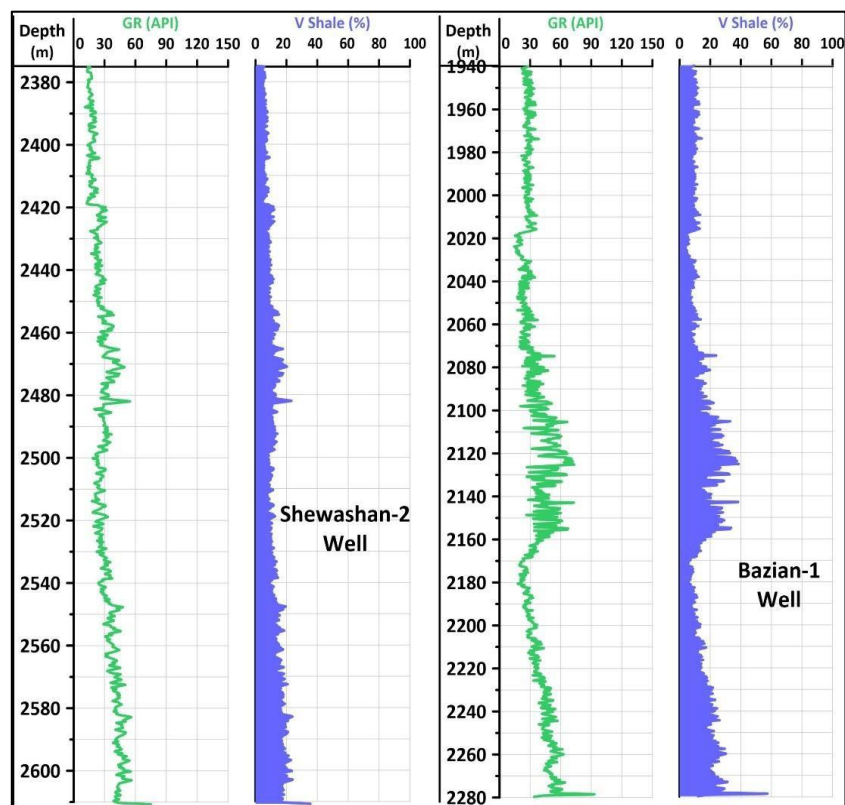 Depth
(m)
GR (API)
0 30 60 90 120 150
V Shale (%)
0 20 40 60 80 100
2380
2400
2420
2440
2460
2480
2500
2520
2540
2560
2580
2600
Shewashan-2
Well
Depth
(m)
GR (API)
0 30 60 90 120 150
V Shale (%)
0 20 40 60 80 100
1940
1960
1980
2000
2020
2040
2060
2080
2100
2120
2140
2160
2180
2200
2220
2240
2260
2280
Bazian-1
Well